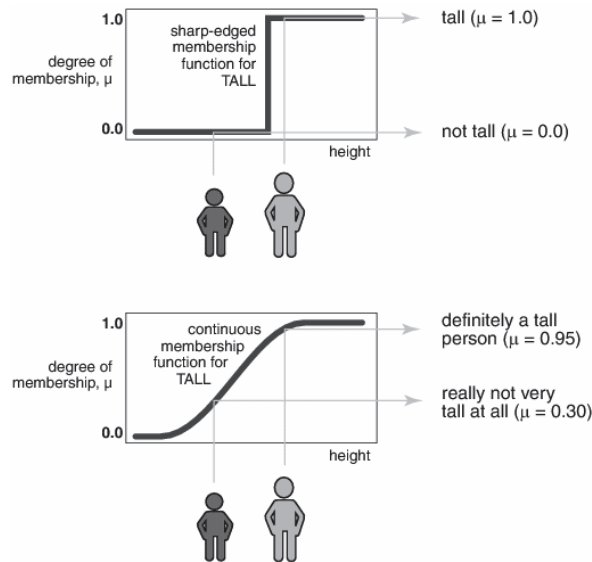 1.0
sharp-edged
membership
function for
TALL
degree of
membership, μ
0.0
height
tall (μ = 1.0)
not tall (μ = 0.0)
1.0
continuous
membership
function for
TALL
degree of
membership, μ
0.0
height
definitely a tall
person (μ = 0.95)
really not very
tall at all (μ = 0.30)